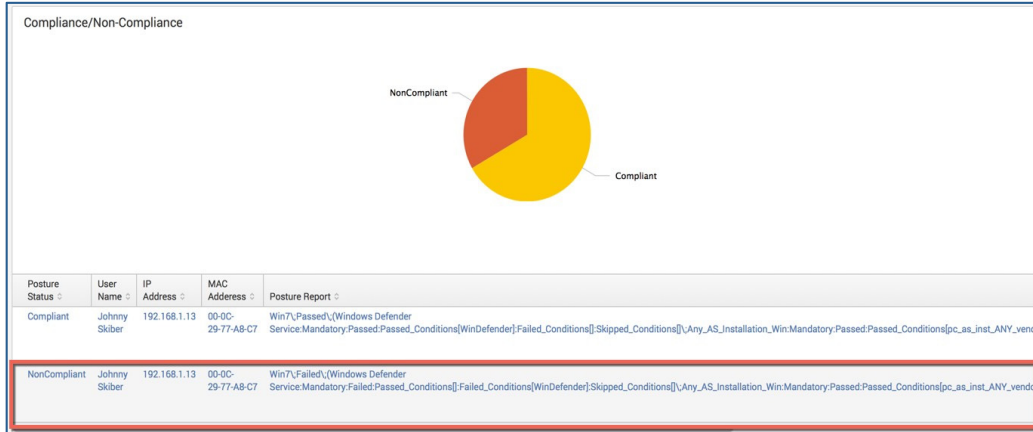 Compliance/Non-Compliance
NonCompliant
Compliant
Posture Status
User Name
IP Address
MAC Adderess
Posture Report
Compliant
Johnny Skiber
192.168.1.13
00-0C-
29-77-A8-C7
Win7\;Passed\;(Windows Defender
Service:Mandatory:Passed:Passed_Conditions[WinDefender]:Failed_Conditions[]:Skipped_Conditions[]\;Any_AS_Installation_Win:Mandatory:Passed:Passed_Conditions[pc_as_inst_ANY_vend
NonCompliant
Johnny Skiber
192.168.1.13
00-0C-
29-77-A8-C7
Win7\;Failed\;(Windows Defender
Service:Mandatory:Failed:Passed_Conditions[]:Failed_Conditions[WinDefender]:Skipped_Conditions[]\;Any_AS_Installation_Win:Mandatory:Passed:Passed_Conditions[pc_as_inst_ANY_vend